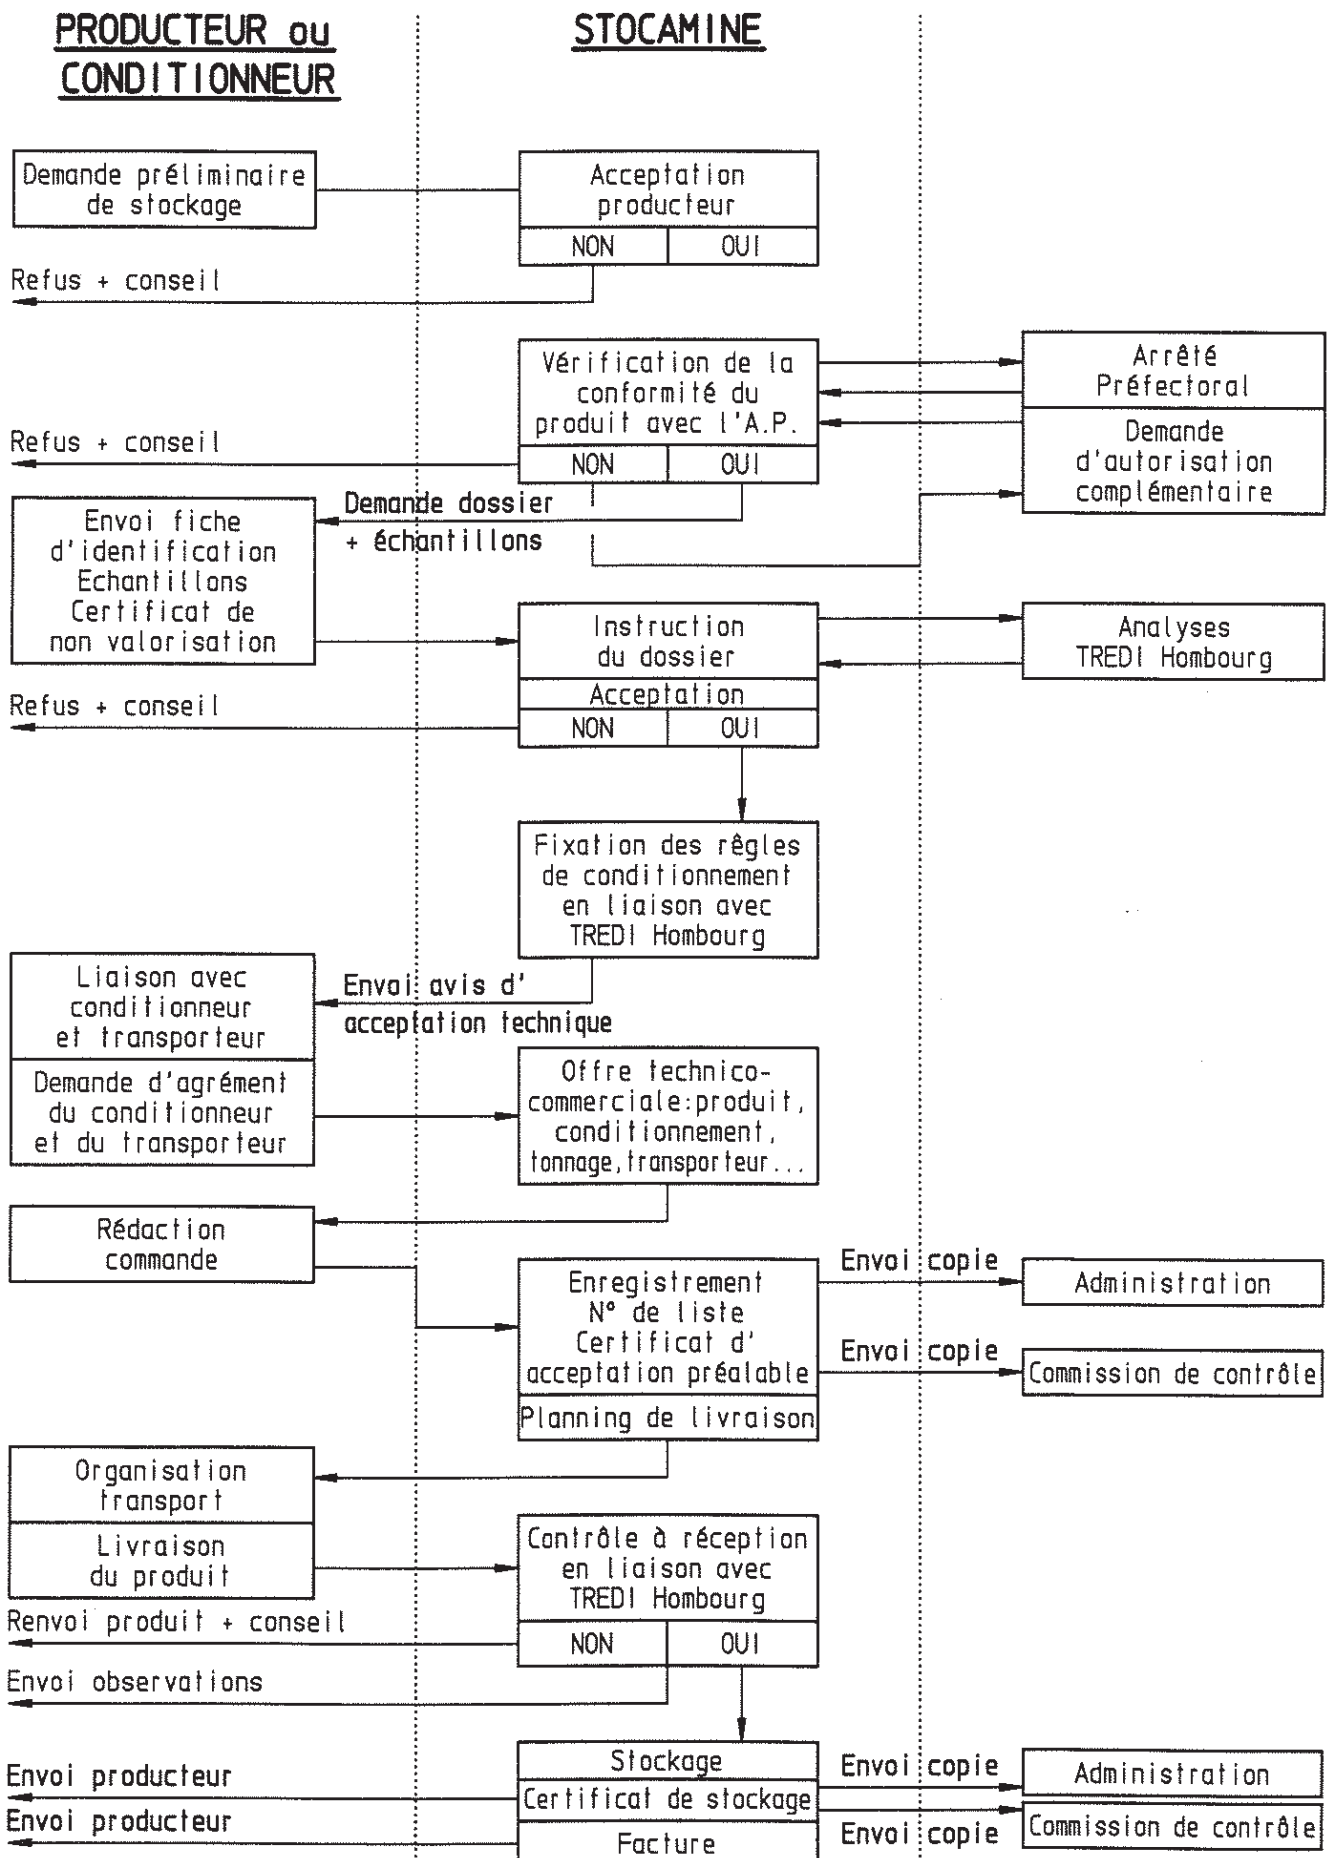 PRODUCTEUR ou
CONDITIONNEUR
STOCAMINE
Demande préliminaire
de stockage
Acceptation
producteur
NON
OUI
Refus + conseil
Vérification de la
conformité du
produit avec l'A.P.
NON
OUI
Arrêté
Préfectoral
Demande
d'autorisation
complémentaire
Refus + conseil
Demande dossier
+ échantillons
Envoi fiche
d'identification
Echantillons
Certificat de
non valorisation
Instruction
du dossier
Acceptation
NON
OUI
Analyses
TREDI Hombourg
Refus + conseil
Fixation des règles
de conditionnement
en liaison avec
TREDI Hombourg
Liaison avec
conditionneur
et transporteur
Envoi avis d'
acceptation technique
Demande d'agrément
du conditionneur
et du transporteur
Offre technico-
commerciale:produit,
conditionnement,
tonnage,transporteur...
Rédaction
commande
Enregistrement
N° de liste
Certificat d'
acceptation préalable
Planning de livraison
Envoi copie
Administration
Envoi copie
Commission de contrôle
Organisation
transport
Livraison
du produit
Contrôle à réception
en liaison avec
TREDI Hombourg
NON
OUI
Renvoi produit + conseil
Envoi observations
Stockage
Certificat de stockage
Facture
Envoi producteur
Envoi producteur
Envoi copie
Administration
Envoi copie
Commission de contrôle